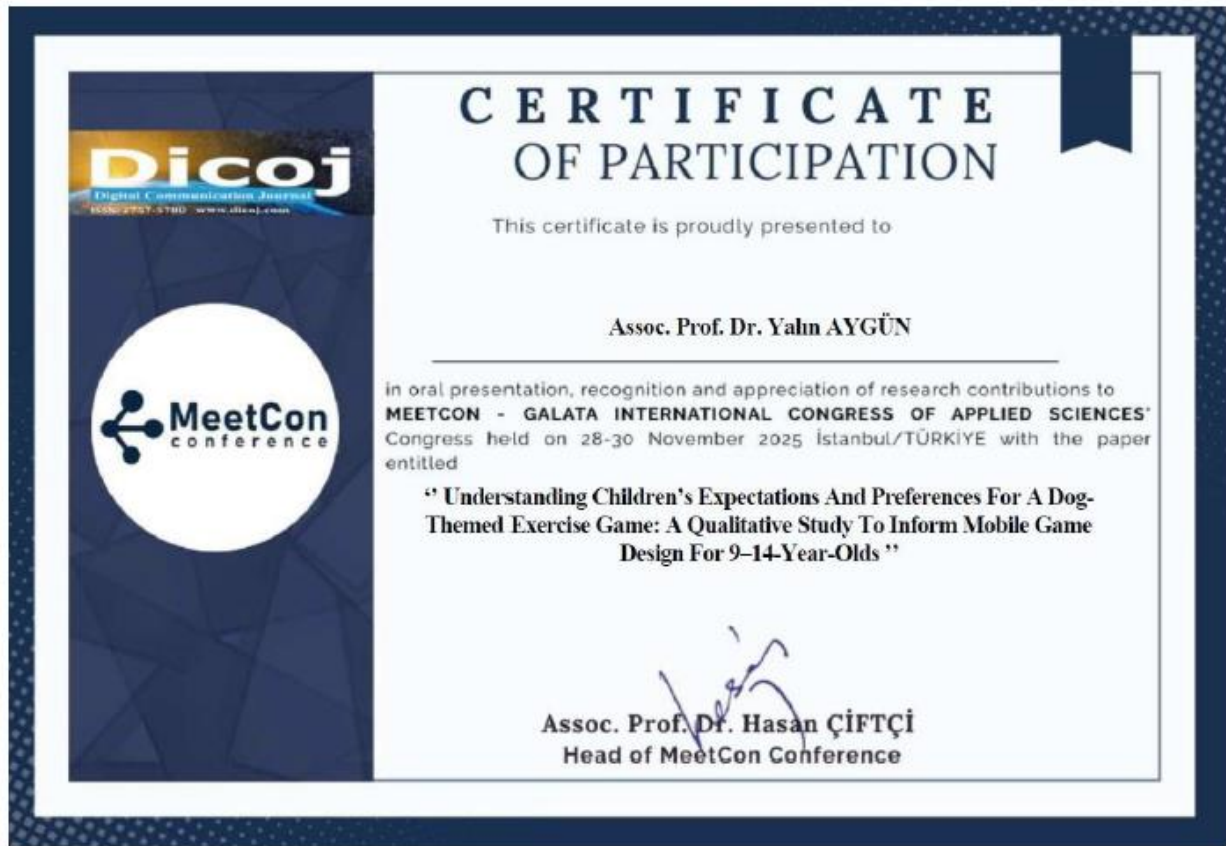 Dicoj
Digital Communication Journal
www.dicoj.com
MeetCon
conference
CERTIFICATE
OF PARTICIPATION
This certificate is proudly presented to
Assoc. Prof. Dr. Yalın AYGÜN
in oral presentation, recognition and appreciation of research contributions to
MEETCON - GALATA INTERNATIONAL CONGRESS OF APPLIED SCIENCES'
Congress held on 28-30 November 2025 İstanbul/TÜRKİYE with the paper
entitled
‘’ Understanding Children’s Expectations And Preferences For A Dog-
Themed Exercise Game: A Qualitative Study To Inform Mobile Game
Design For 9–14-Year-Olds ’’
Assoc. Prof. Dr. Hasan ÇİFTÇİ
Head of MeetCon Conference